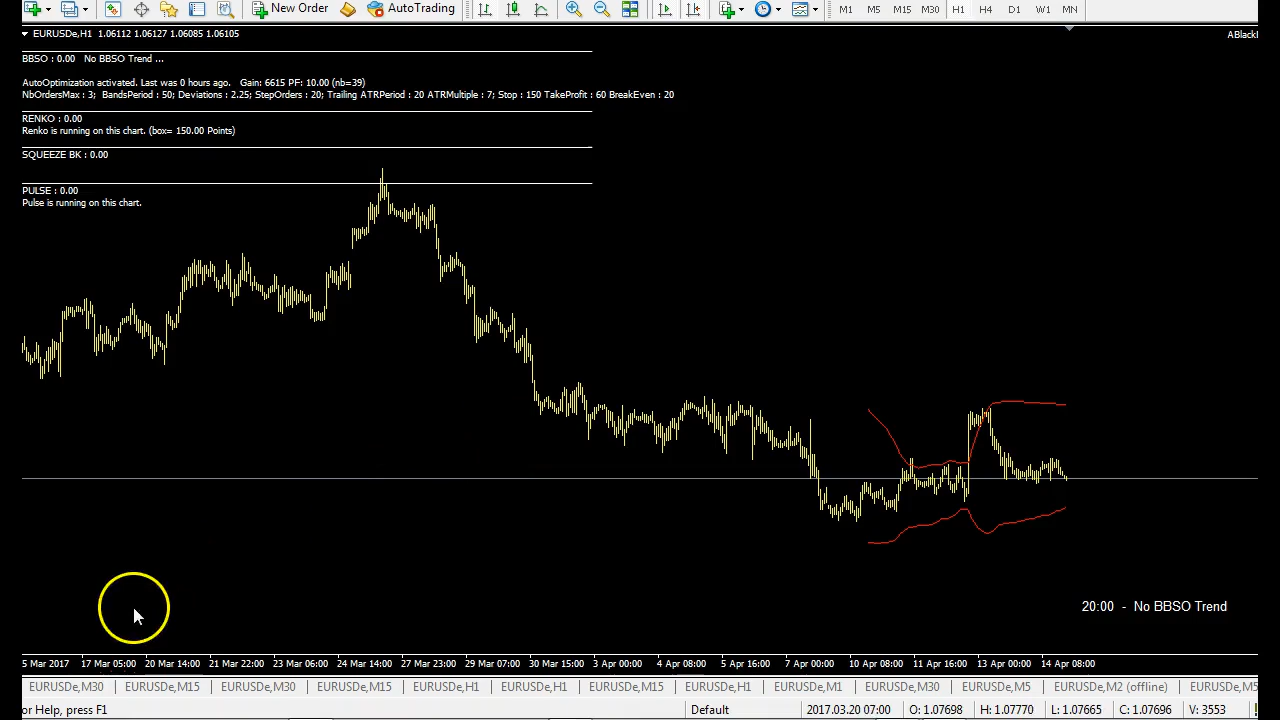 New Order AutoTrading M1 M5 M15 M30 H1 H4 D1 W1 MN
EURUSDe,H1 1.06112 1.06127 1.06085 1.06105
BBSO : 0.00 No BBSO Trend ...
AutoOptimization activated. Last was 0 hours ago. Gain: 6615 PF: 10.00 (nb=39)
NbOrdersMax : 3; BandsPeriod : 50; Deviations : 2.25; StepOrders : 20; Trailing ATRPeriod : 20 ATRMultiple : 7; Stop : 150 TakeProfit : 60 BreakEven : 20
RENKO : 0.00
Renko is running on this chart. (box= 150.00 Points)
SQUEEZE BK : 0.00
PULSE : 0.00
Pulse is running on this chart.
20:00 - No BBSO Trend
5 Mar 2017 17 Mar 05:00 20 Mar 14:00 21 Mar 22:00 23 Mar 06:00 24 Mar 14:00 27 Mar 23:00 29 Mar 07:00 30 Mar 15:00 3 Apr 00:00 4 Apr 08:00 5 Apr 16:00 7 Apr 00:00 10 Apr 08:00 11 Apr 16:00 13 Apr 00:00 14 Apr 08:00
EURUSDe,M30 EURUSDe,M15 EURUSDe,M30 EURUSDe,M15 EURUSDe,H1 EURUSDe,H1 EURUSDe,M15 EURUSDe,H1 EURUSDe,M1 EURUSDe,M30 EURUSDe,M5 EURUSDe,M2 (offline) EURUSDe,M5
or Help, press F1 Default 2017.03.20 07:00 O: 1.07698 H: 1.07770 L: 1.07665 C: 1.07696 V: 3553